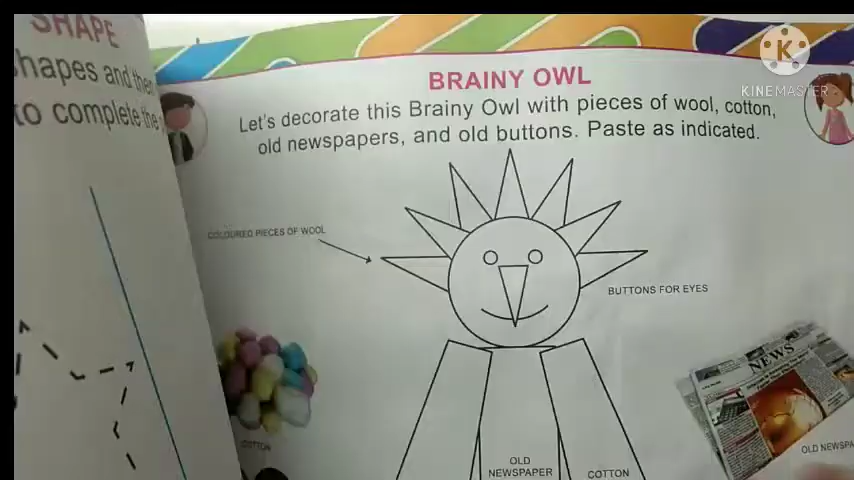 SHAPE
hapes and then
to complete the
BRAINY OWL
Let's decorate this Brainy Owl with pieces of wool, cotton,
old newspapers, and old buttons. Paste as indicated.
KINEMASTER
COLOURED PIECES OF WOOL
BUTTONS FOR EYES
NEWS
COTTON
OLD
NEWSPAPER
COTTON
OLD NEWSPA